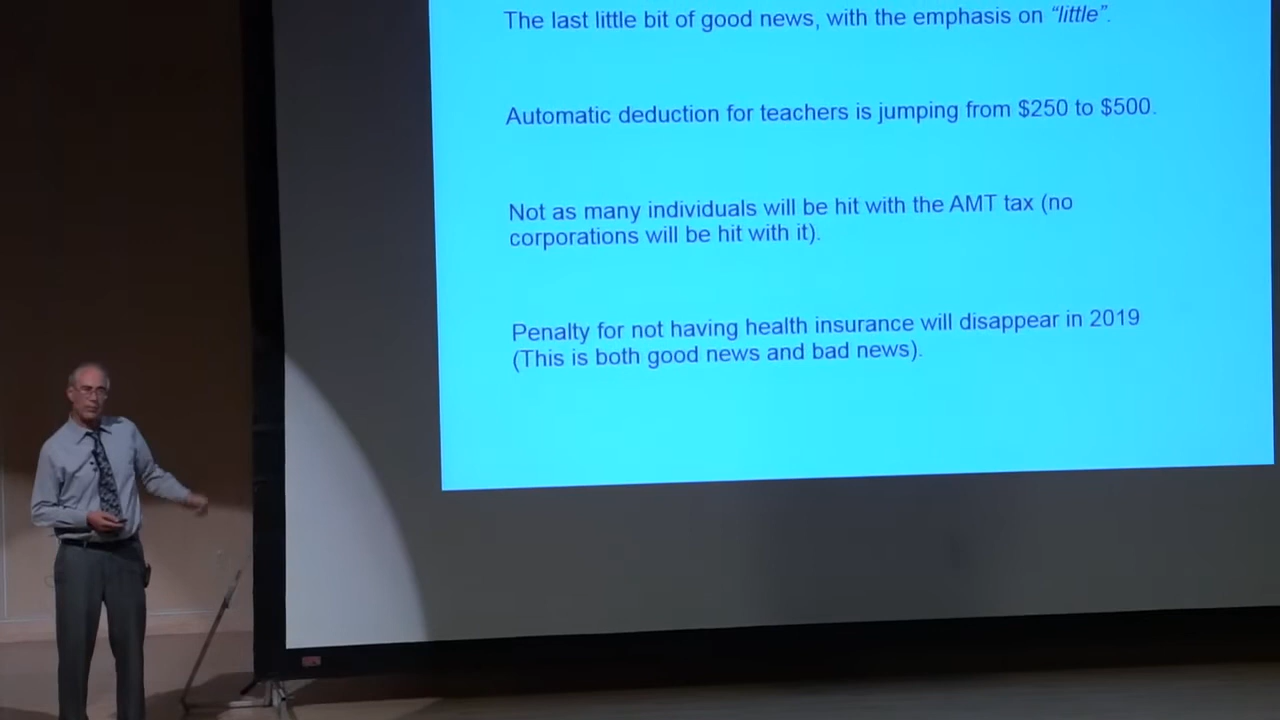 The last little bit of good news, with the emphasis on “little”.
Automatic deduction for teachers is jumping from $250 to $500.
Not as many individuals will be hit with the AMT tax (no
corporations will be hit with it).
Penalty for not having health insurance will disappear in 2019
(This is both good news and bad news).